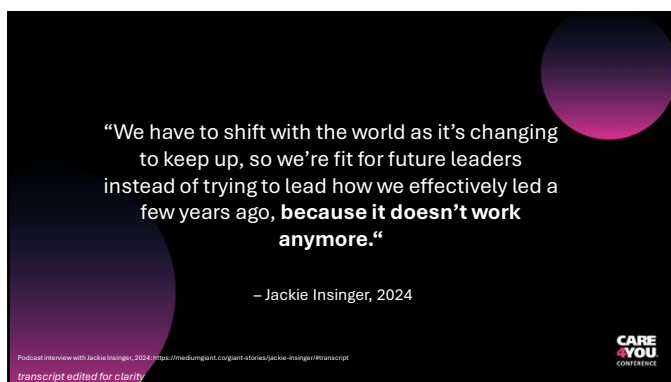 “We have to shift with the world as it’s changing
to keep up, so we’re fit for future leaders
instead of trying to lead how we effectively led a
few years ago, because it doesn’t work
anymore.“
– Jackie Insinger, 2024
Podcast interview with Jackie Insinger, 2024: https://mediumgiant.co/giant-stories/jackie-insinger/#transcript
transcript edited for clarity
CARE
4YOU
CONFERENCE